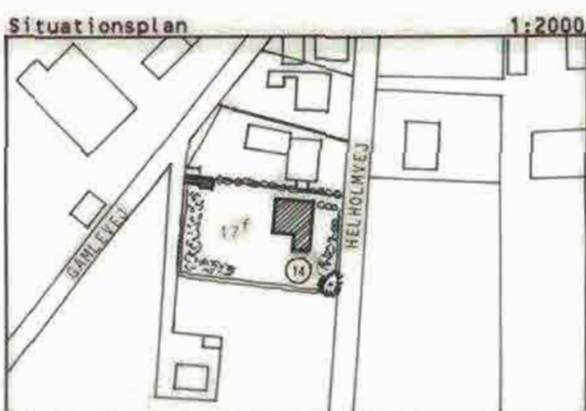 Situationsplan 1:2000
GAMLEVEJ
HELHOLMVEJ
17f
14